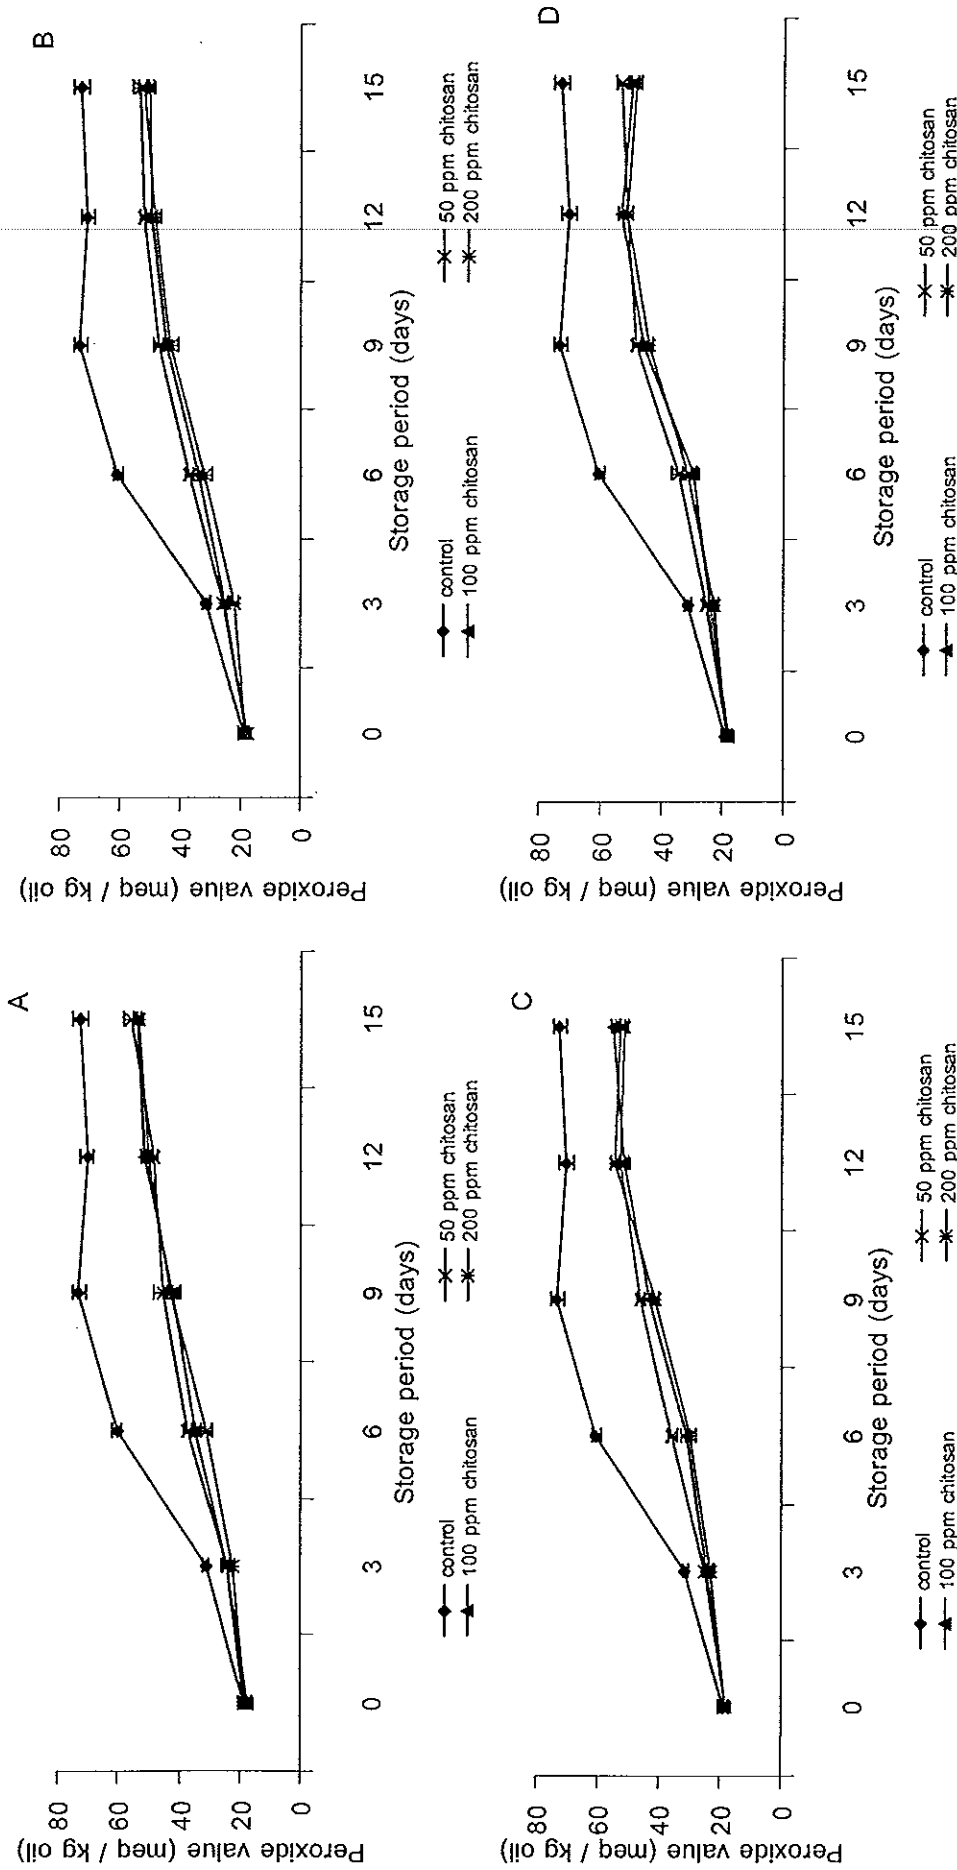 A
Peroxide value (meq / kg oil)
80
60
40
20
0
0 3 6 9 12 15
Storage period (days)
control 50 ppm chitosan
100 ppm chitosan 200 ppm chitosan
B
Peroxide value (meq / kg oil)
80
60
40
20
0
0 3 6 9 12 15
Storage period (days)
control 50 ppm chitosan
100 ppm chitosan 200 ppm chitosan
C
Peroxide value (meq / kg oil)
80
60
40
20
0
0 3 6 9 12 15
Storage period (days)
control 50 ppm chitosan
100 ppm chitosan 200 ppm chitosan
D
Peroxide value (meq / kg oil)
80
60
40
20
0
0 3 6 9 12 15
Storage period (days)
control 50 ppm chitosan
100 ppm chitosan 200 ppm chitosan